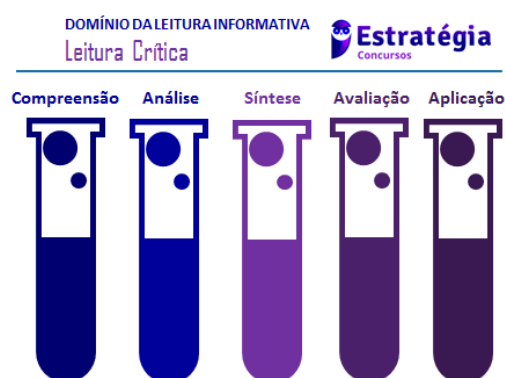 DOMÍNIO DA LEITURA INFORMATIVA
Leitura Crítica
Estratégia
Concursos
Compreensão Análise Síntese Avaliação Aplicação